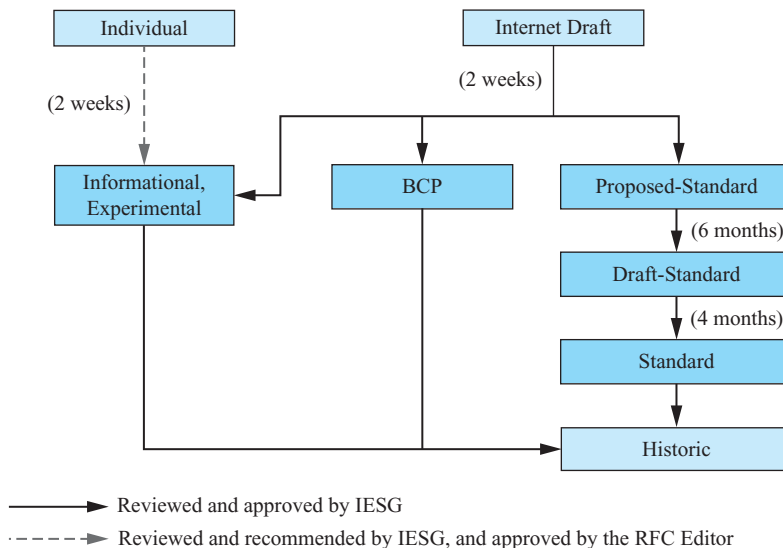 Individual
Internet Draft
(2 weeks)
(2 weeks)
Informational,
Experimental
BCP
Proposed-Standard
(6 months)
Draft-Standard
(4 months)
Standard
Historic
Reviewed and approved by IESG
Reviewed and recommended by IESG, and approved by the RFC Editor